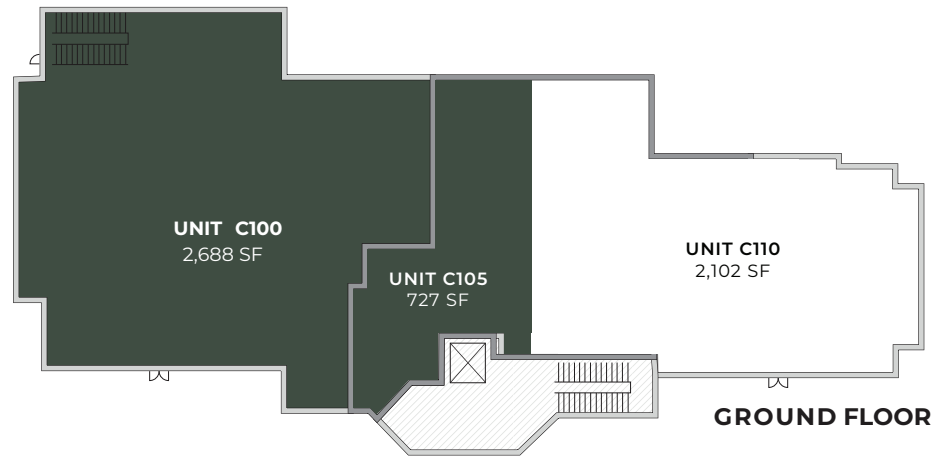 UNIT C100
2,688 SF
UNIT C105
727 SF
UNIT C110
2,102 SF
GROUND FLOOR